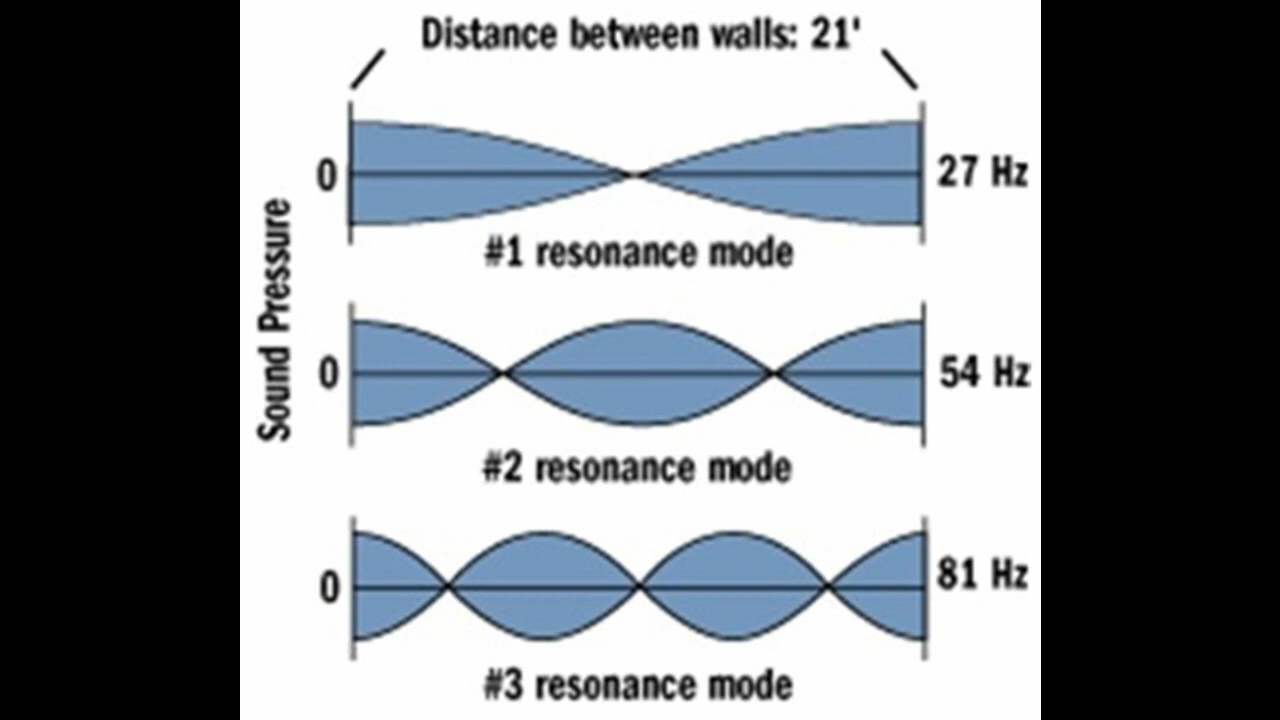 Distance between walls: 21'
0
27 Hz
#1 resonance mode
Sound Pressure
0
54 Hz
#2 resonance mode
0
81 Hz
#3 resonance mode